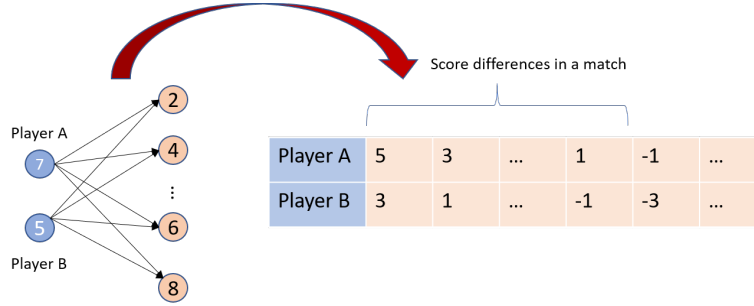 Score differences in a match
Player A
7
5
Player B
2
4
...
6
8
Player A 5 3 ... 1 -1 ...
Player B 3 1 ... -1 -3 ...